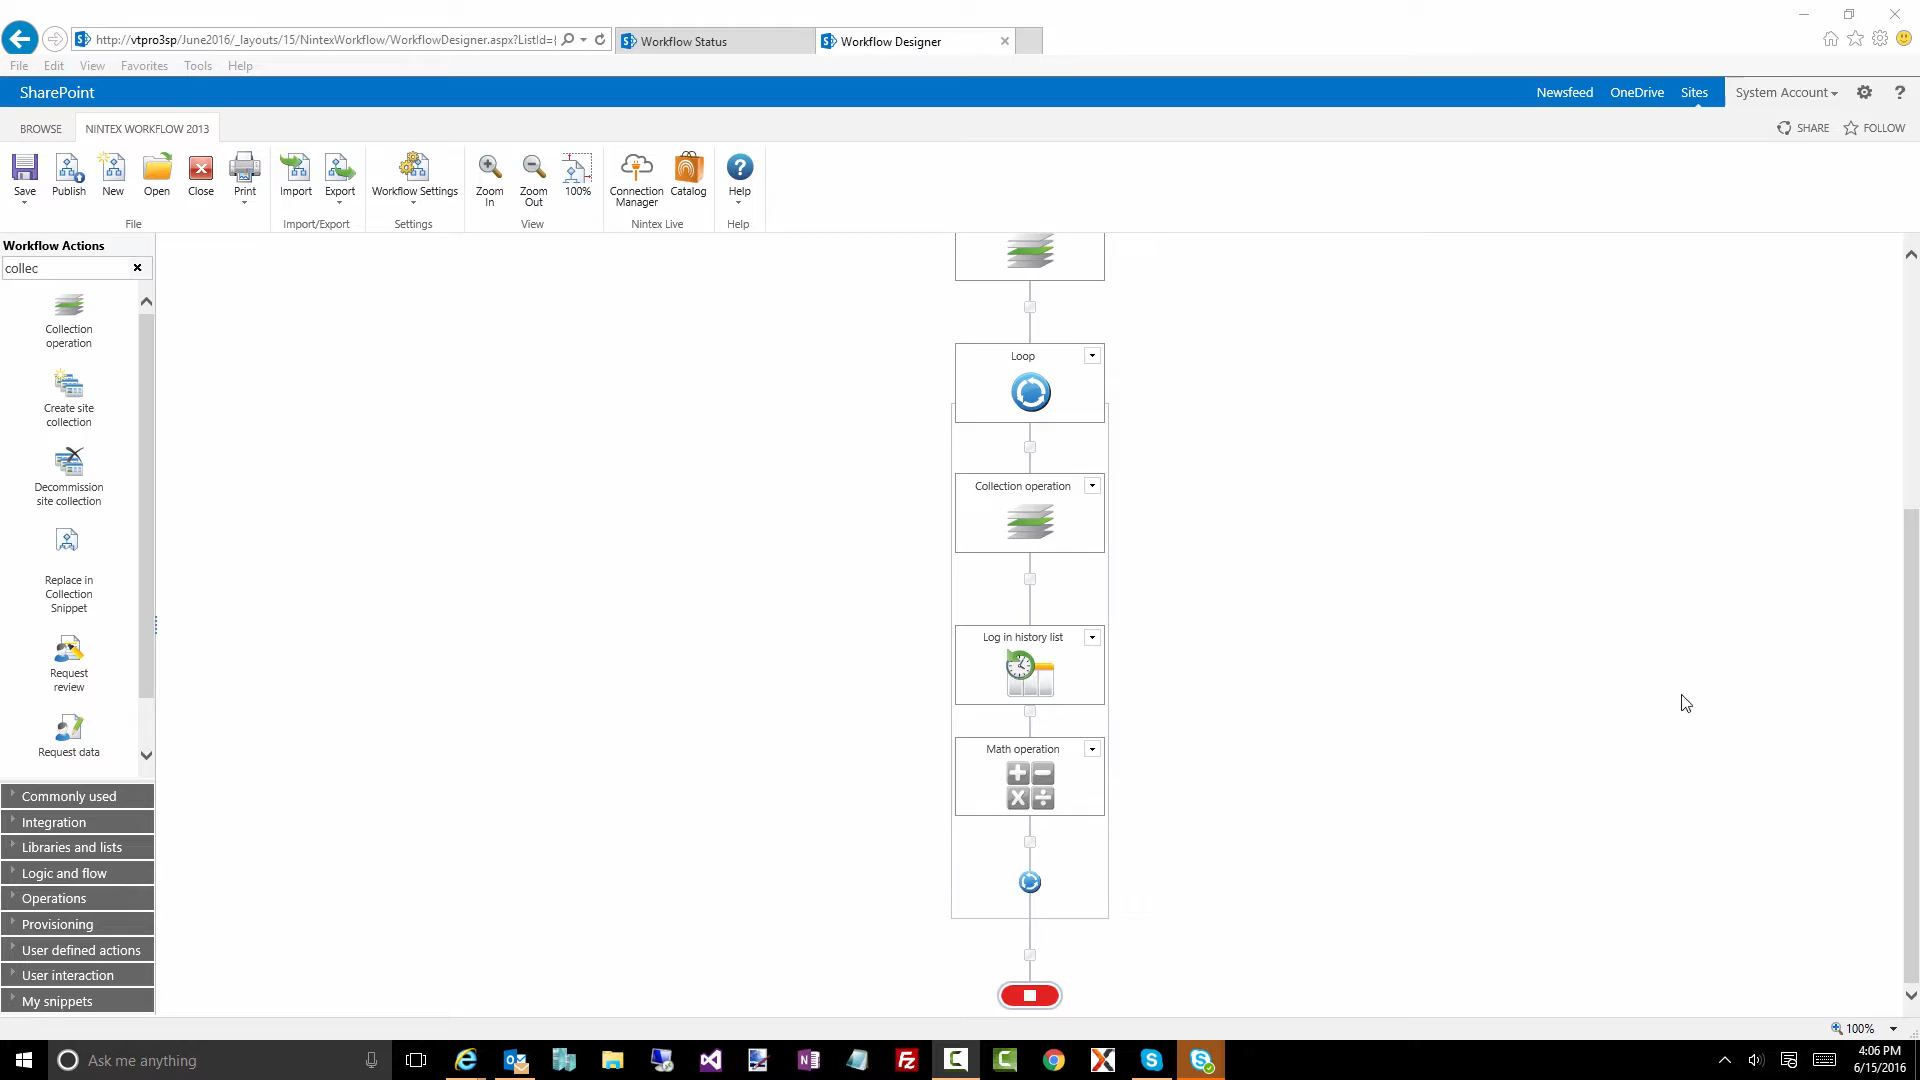 http://vtpro3sp/June2016/_layouts/15/NintexWorkflow/WorkflowDesigner.aspx?ListId={
Workflow Status
Workflow Designer
File Edit View Favorites Tools Help
SharePoint
Newsfeed OneDrive Sites System Account ?
BROWSE NINTEX WORKFLOW 2013
SHARE FOLLOW
Save Publish New Open Close Print Import Export Workflow Settings Zoom In Zoom Out 100% Connection Manager Catalog Help
File Import/Export Settings View Nintex Live Help
Workflow Actions
collec
Collection
operation
Create site
collection
Decommission
site collection
Replace in
Collection
Snippet
Request
review
Request data
Commonly used
Integration
Libraries and lists
Logic and flow
Operations
Provisioning
User defined actions
User interaction
My snippets
Loop
Collection operation
Log in history list
Math operation
100%
Ask me anything
4:06 PM
6/15/2016